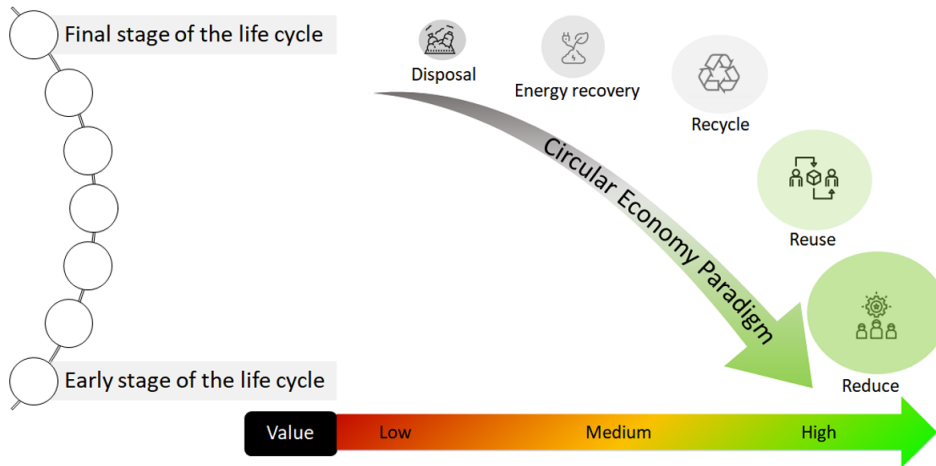 Final stage of the life cycle
Disposal
Energy recovery
Recycle
Circular Economy Paradigm
Reuse
Reduce
Early stage of the life cycle
Value
Low
Medium
High